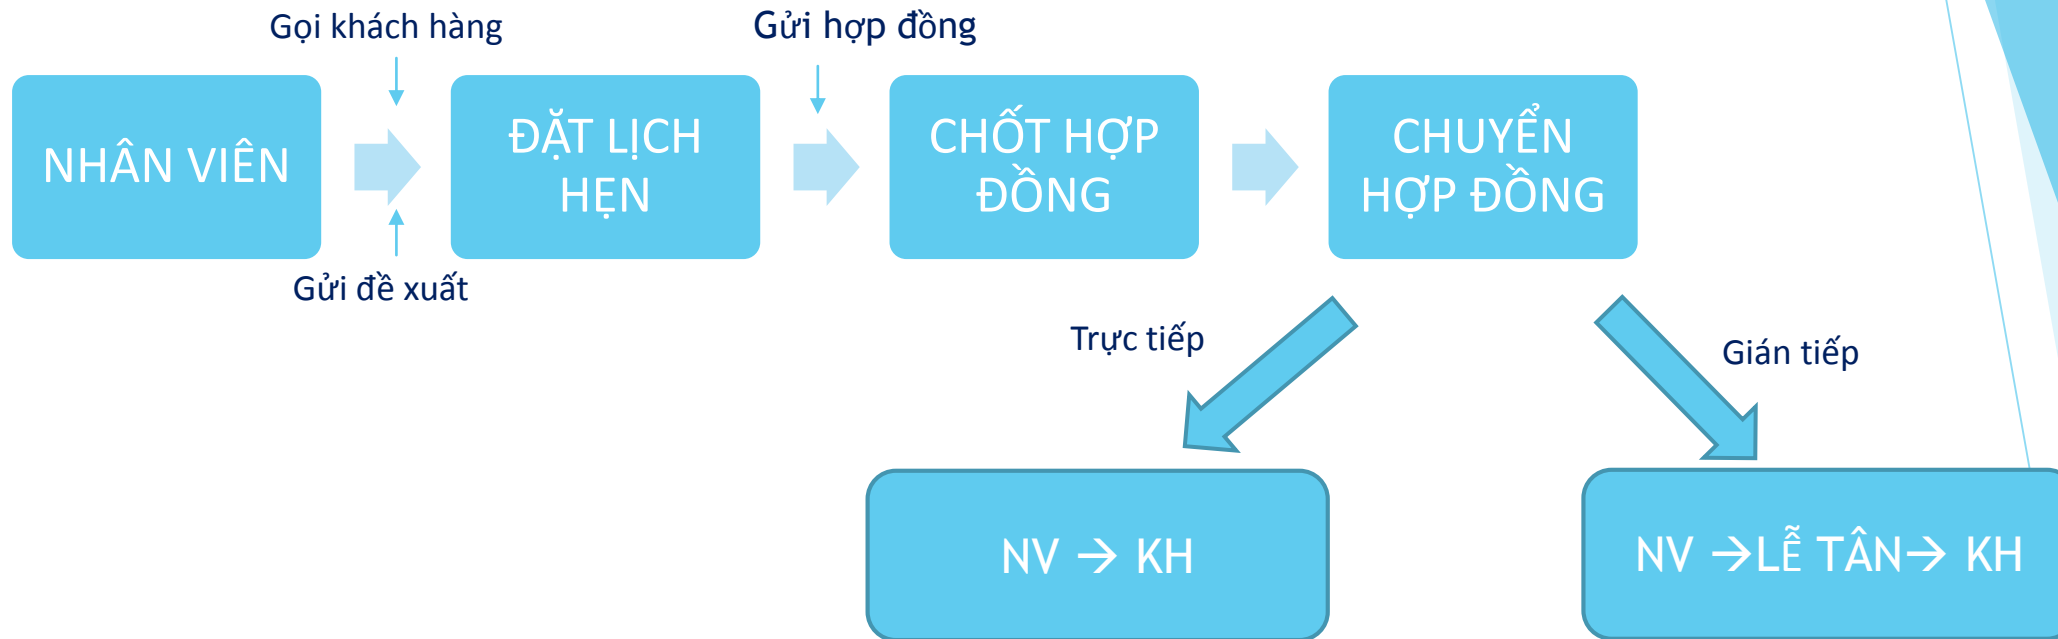 Gọi khách hàng
Gửi hợp đồng
NHÂN VIÊN
ĐẶT LỊCH
HẸN
CHỐT HỢP
ĐỒNG
CHUYỂN
HỢP ĐỒNG
Gửi đề xuất
Trực tiếp
Gián tiếp
NV → KH
NV →LỄ TÂN→ KH